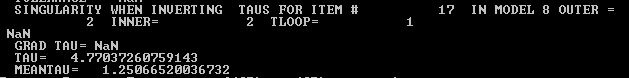 SINGULARITY WHEN INVERTING  TAUS FOR ITEM #          17  IN MODEL 8 OUTER =
2  INNER=           2  TLOOP=           1
NaN
GRAD TAU= NaN
TAU=   4.77037260759143
MEANTAU=   1.25066520036732